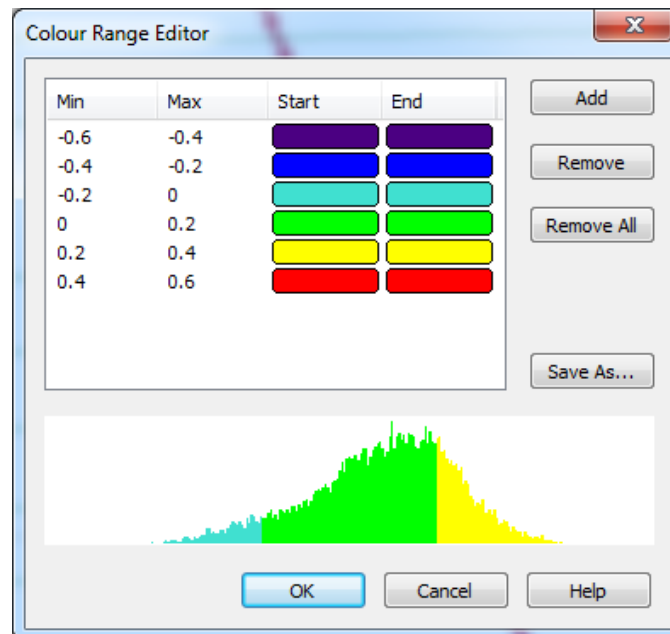 Colour Range Editor
Min Max Start End
-0.6 -0.4
-0.4 -0.2
-0.2 0
0 0.2
0.2 0.4
0.4 0.6
Add
Remove
Remove All
Save As...
OK Cancel Help